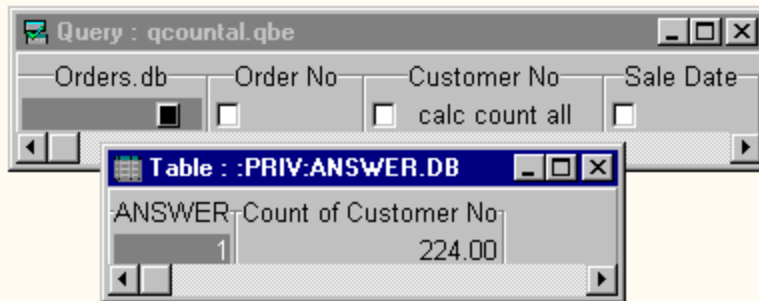 Query : qcountal.qbe
Orders.db Order No Customer No Sale Date
calc count all
Table : :PRIV:ANSWER.DB
ANSWER Count of Customer No
1 224.00